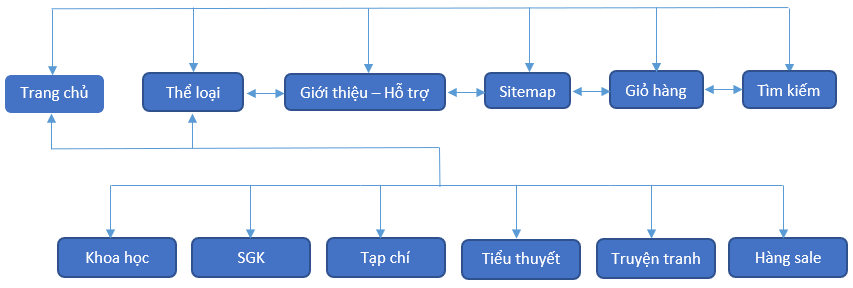 Trang chủ
Thể loại
Giới thiệu – Hỗ trợ
Sitemap
Giỏ hàng
Tìm kiếm
Khoa học
SGK
Tạp chí
Tiểu thuyết
Truyện tranh
Hàng sale